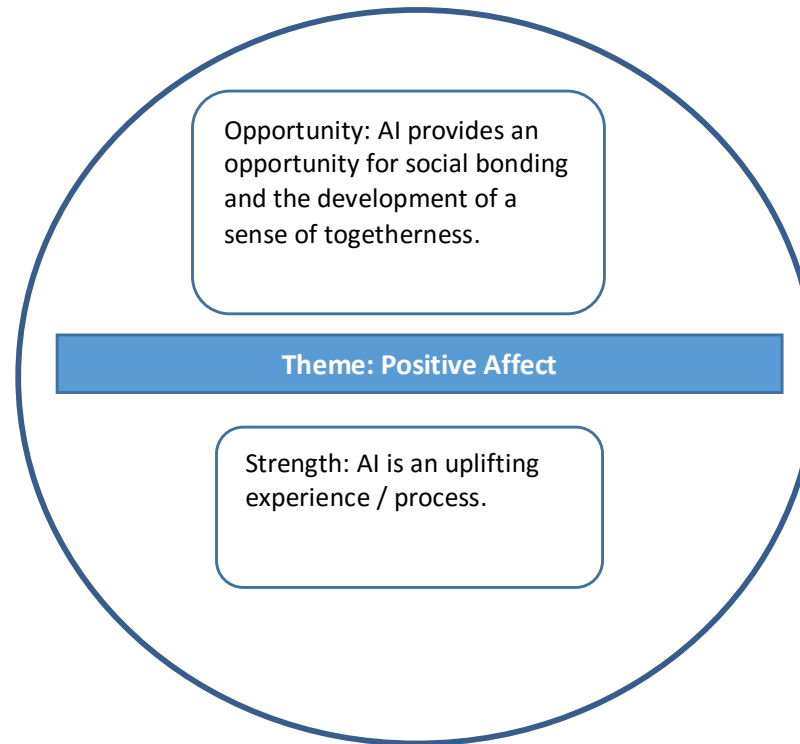 Opportunity: AI provides an
opportunity for social bonding
and the development of a
sense of togetherness.
Theme: Positive Affect
Strength: AI is an uplifting
experience / process.